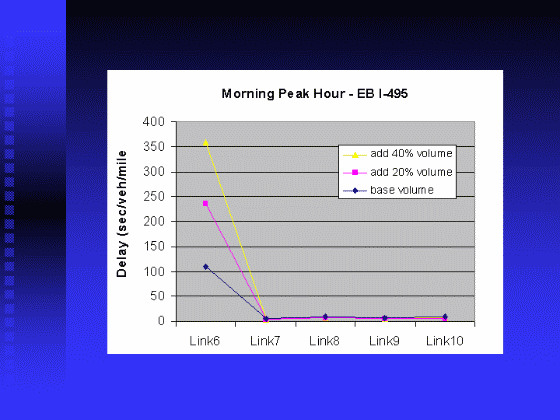 Morning Peak Hour - EB I-495
Delay (sec/veh/mile
400
350
300
250
200
150
100
50
0
add 40% volume
add 20% volume
base volume
Link6 Link7 Link8 Link9 Link10